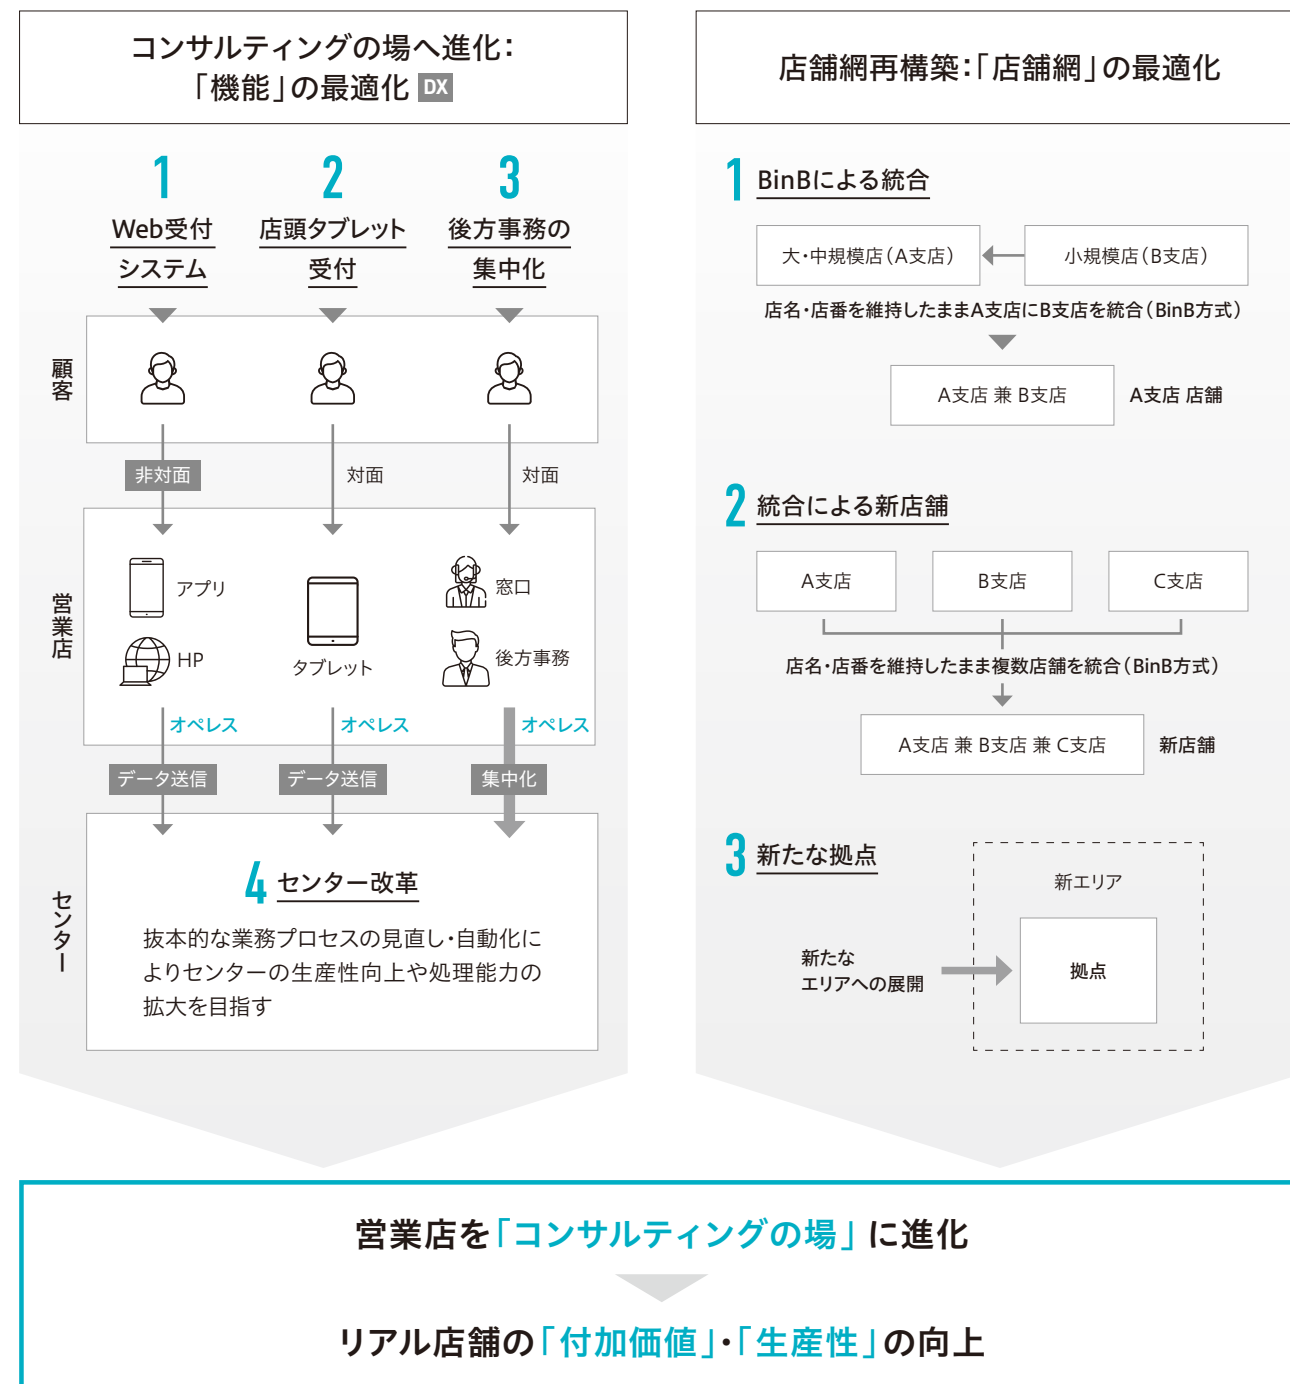 コンサルティングの場へ進化：
「機能」の最適化 DX
1
Web受付
システム
2
店頭タブレット
受付
3
後方事務の
集中化
顧客
非対面
対面
対面
営業店
アプリ
HP
タブレット
窓口
後方事務
オペレス
オペレス
オペレス
データ送信
データ送信
集中化
センター
4 センター改革
抜本的な業務プロセスの見直し・自動化に
よりセンターの生産性向上や処理能力の
拡大を目指す
店舗網再構築：「店舗網」の最適化
1 BinBによる統合
大・中規模店（A支店）
小規模店（B支店）
店名・店番を維持したままA支店にB支店を統合（BinB方式）
A支店 兼 B支店
A支店 店舗
2 統合による新店舗
A支店
B支店
C支店
店名・店番を維持したまま複数店舗を統合（BinB方式）
A支店 兼 B支店 兼 C支店
新店舗
3 新たな拠点
新エリア
新たな
エリアへの展開
拠点
営業店を「コンサルティングの場」に進化
リアル店舗の「付加価値」・「生産性」の向上